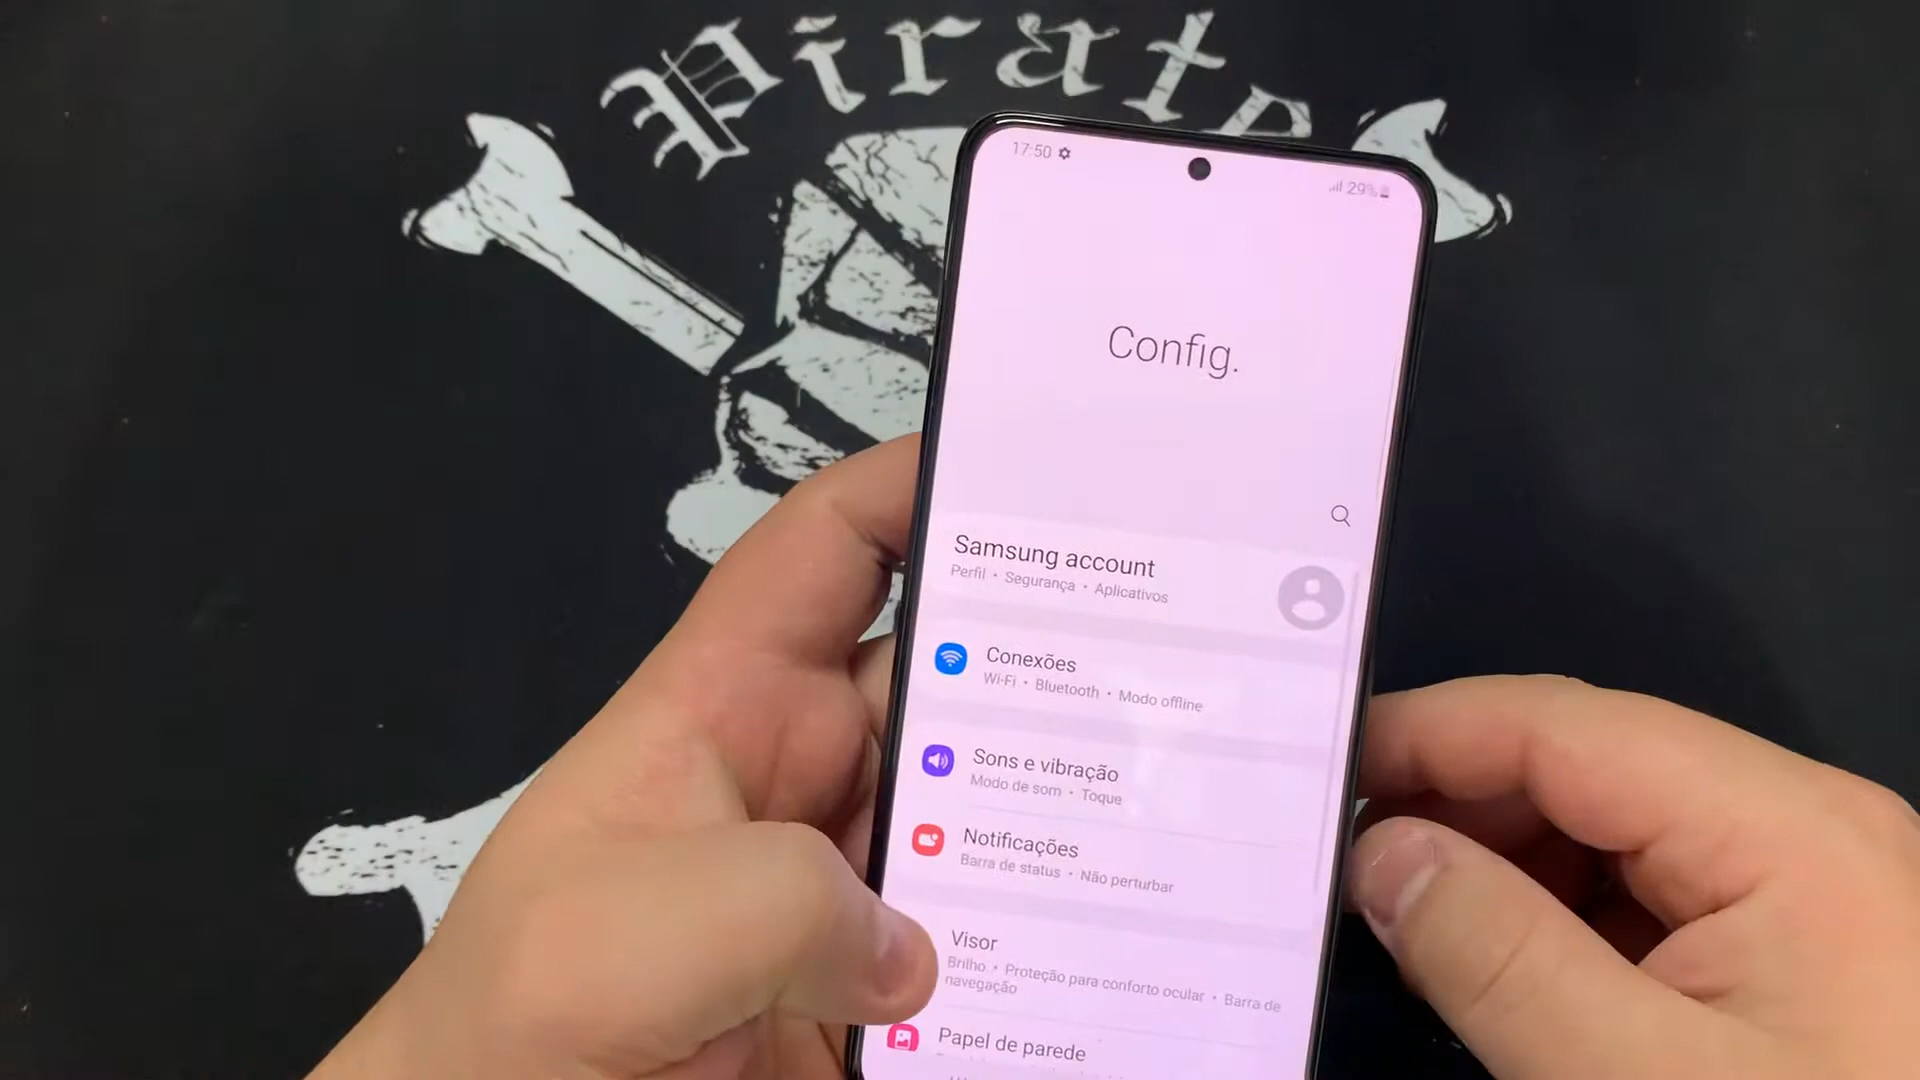 Pirate
17:50
29%
Config.
Samsung account
Perfil • Segurança • Aplicativos
Conexões
Wi-Fi • Bluetooth • Modo offline
Sons e vibração
Modo de som • Toque
Notificações
Barra de status • Não perturbar
Visor
Brilho • Proteção para conforto ocular • Barra de
navegação
Papel de parede